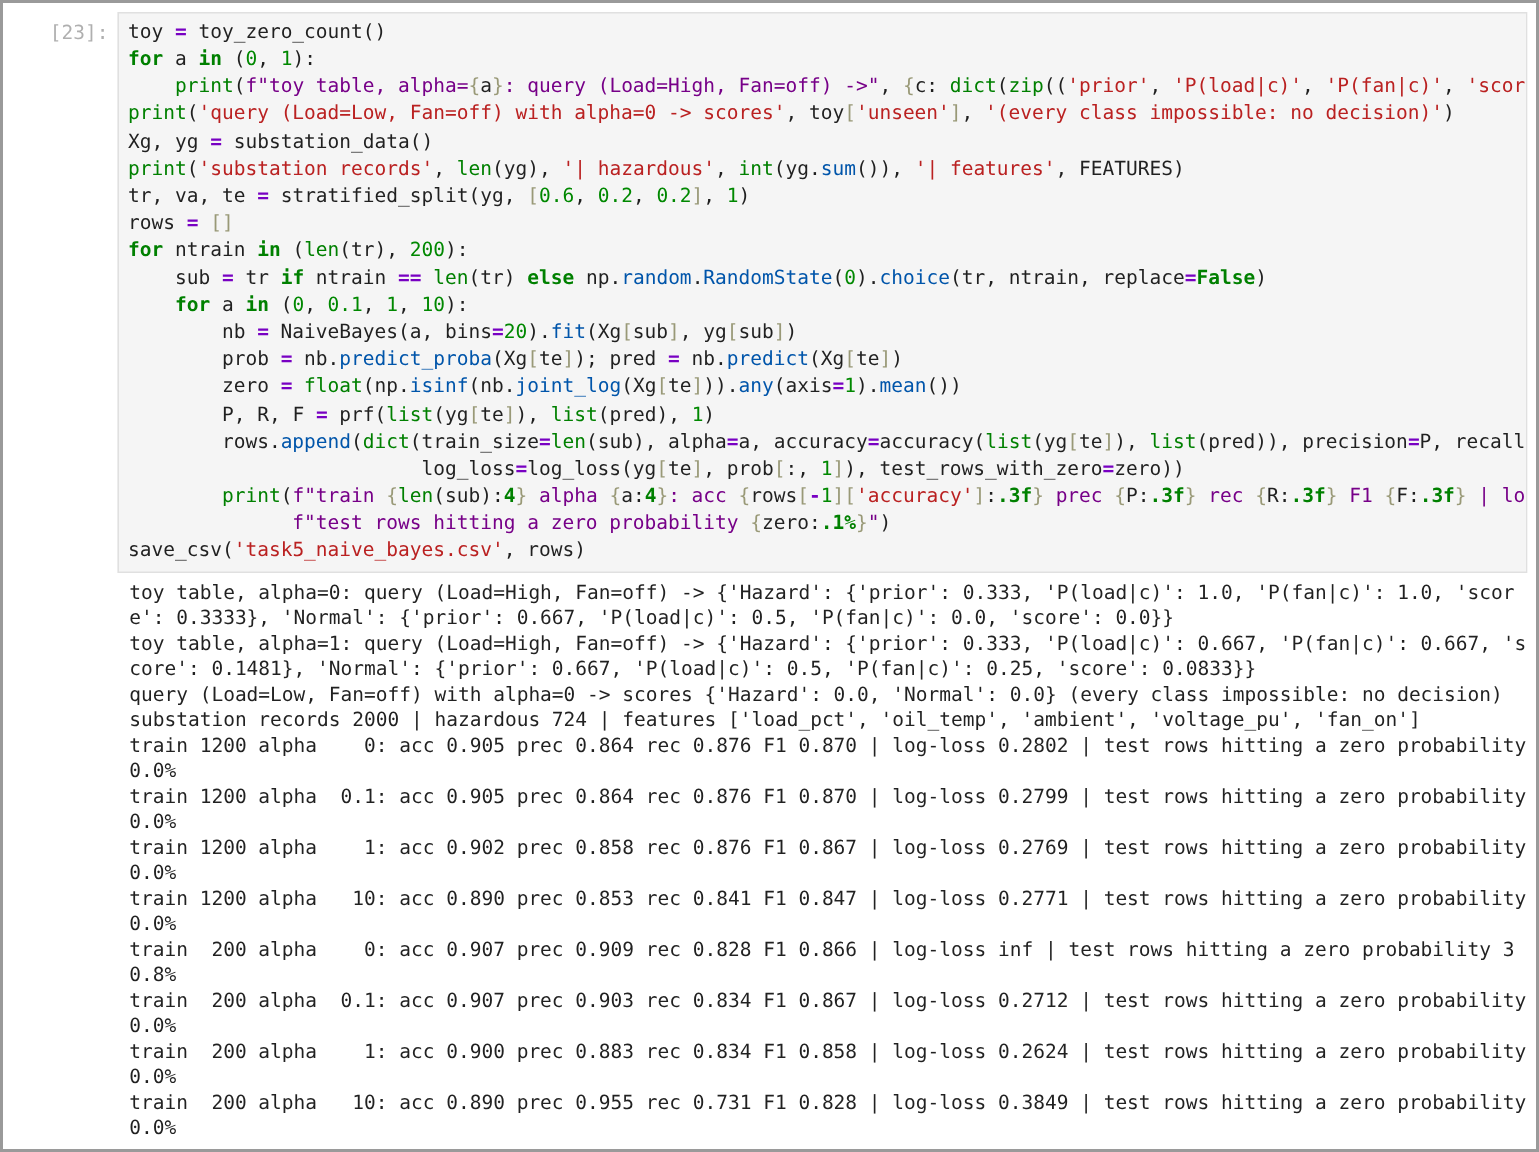 [23]:
toy = toy_zero_count()
for a in (0, 1):
    print(f"toy table, alpha={a}: query (Load=High, Fan=off) ->", {c: dict(zip(('prior', 'P(load|c)', 'P(fan|c)', 'scor
print('query (Load=Low, Fan=off) with alpha=0 -> scores', toy['unseen'], '(every class impossible: no decision)')
Xg, yg = substation_data()
print('substation records', len(yg), '| hazardous', int(yg.sum()), '| features', FEATURES)
tr, va, te = stratified_split(yg, [0.6, 0.2, 0.2], 1)
rows = []
for ntrain in (len(tr), 200):
    sub = tr if ntrain == len(tr) else np.random.RandomState(0).choice(tr, ntrain, replace=False)
    for a in (0, 0.1, 1, 10):
        nb = NaiveBayes(a, bins=20).fit(Xg[sub], yg[sub])
        prob = nb.predict_proba(Xg[te]); pred = nb.predict(Xg[te])
        zero = float(np.isinf(nb.joint_log(Xg[te])).any(axis=1).mean())
        P, R, F = prf(list(yg[te]), list(pred), 1)
        rows.append(dict(train_size=len(sub), alpha=a, accuracy=accuracy(list(yg[te]), list(pred)), precision=P, recall
                         log_loss=log_loss(yg[te], prob[:, 1]), test_rows_with_zero=zero))
        print(f"train {len(sub):4} alpha {a:4}: acc {rows[-1]['accuracy']:.3f} prec {P:.3f} rec {R:.3f} F1 {F:.3f} | lo
              f"test rows hitting a zero probability {zero:.1%}")
save_csv('task5_naive_bayes.csv', rows)
toy table, alpha=0: query (Load=High, Fan=off) -> {'Hazard': {'prior': 0.333, 'P(load|c)': 1.0, 'P(fan|c)': 1.0, 'scor
e': 0.3333}, 'Normal': {'prior': 0.667, 'P(load|c)': 0.5, 'P(fan|c)': 0.0, 'score': 0.0}}
toy table, alpha=1: query (Load=High, Fan=off) -> {'Hazard': {'prior': 0.333, 'P(load|c)': 0.667, 'P(fan|c)': 0.667, 's
core': 0.1481}, 'Normal': {'prior': 0.667, 'P(load|c)': 0.5, 'P(fan|c)': 0.25, 'score': 0.0833}}
query (Load=Low, Fan=off) with alpha=0 -> scores {'Hazard': 0.0, 'Normal': 0.0} (every class impossible: no decision)
substation records 2000 | hazardous 724 | features ['load_pct', 'oil_temp', 'ambient', 'voltage_pu', 'fan_on']
train 1200 alpha    0: acc 0.905 prec 0.864 rec 0.876 F1 0.870 | log-loss 0.2802 | test rows hitting a zero probability
0.0%
train 1200 alpha  0.1: acc 0.905 prec 0.864 rec 0.876 F1 0.870 | log-loss 0.2799 | test rows hitting a zero probability
0.0%
train 1200 alpha    1: acc 0.902 prec 0.858 rec 0.876 F1 0.867 | log-loss 0.2769 | test rows hitting a zero probability
0.0%
train 1200 alpha   10: acc 0.890 prec 0.853 rec 0.841 F1 0.847 | log-loss 0.2771 | test rows hitting a zero probability
0.0%
train  200 alpha    0: acc 0.907 prec 0.909 rec 0.828 F1 0.866 | log-loss inf | test rows hitting a zero probability 3
0.8%
train  200 alpha  0.1: acc 0.907 prec 0.903 rec 0.834 F1 0.867 | log-loss 0.2712 | test rows hitting a zero probability
0.0%
train  200 alpha    1: acc 0.900 prec 0.883 rec 0.834 F1 0.858 | log-loss 0.2624 | test rows hitting a zero probability
0.0%
train  200 alpha   10: acc 0.890 prec 0.955 rec 0.731 F1 0.828 | log-loss 0.3849 | test rows hitting a zero probability
0.0%